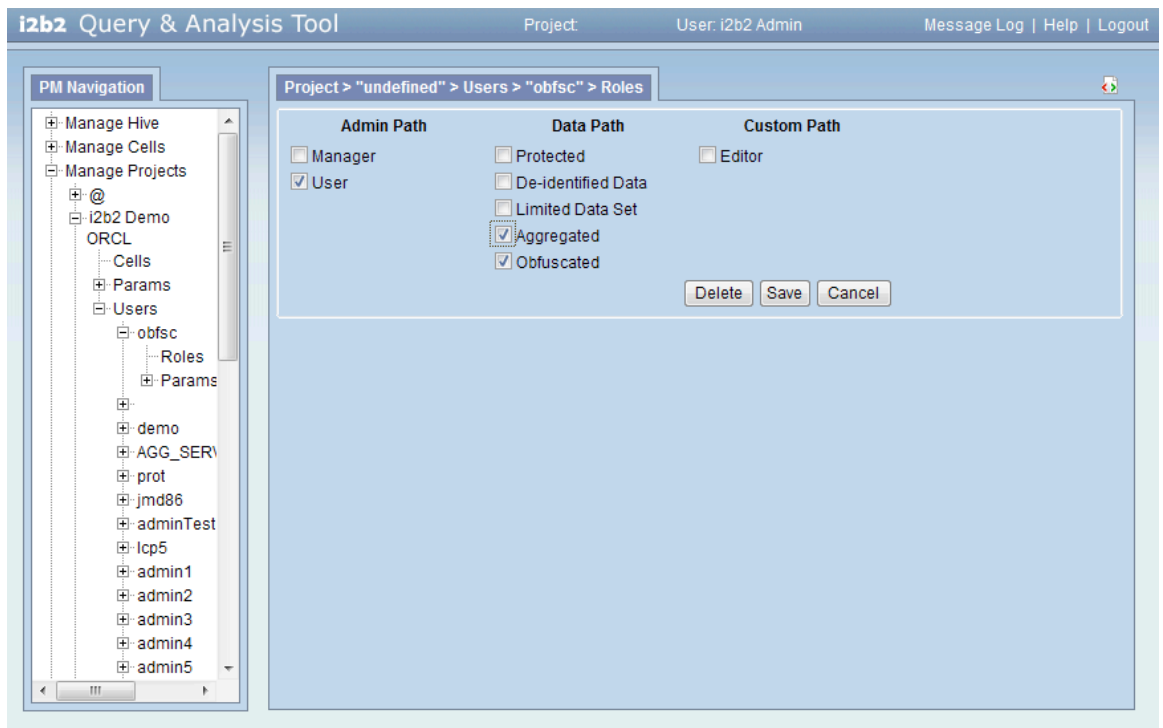 i2b2 Query & Analysis Tool
Project:
User: i2b2 Admin
Message Log | Help | Logout
PM Navigation
Manage Hive
Manage Cells
Manage Projects
@
i2b2 Demo
ORCL
Cells
Params
Users
obfsc
Roles
Params
demo
AGG_SERV
prot
jmd86
adminTest
lcp5
admin1
admin2
admin3
admin4
admin5
Project > "undefined" > Users > "obfsc" > Roles
Admin Path
Data Path
Custom Path
Manager
Protected
Editor
User
De-identified Data
Limited Data Set
Aggregated
Obfuscated
Delete
Save
Cancel